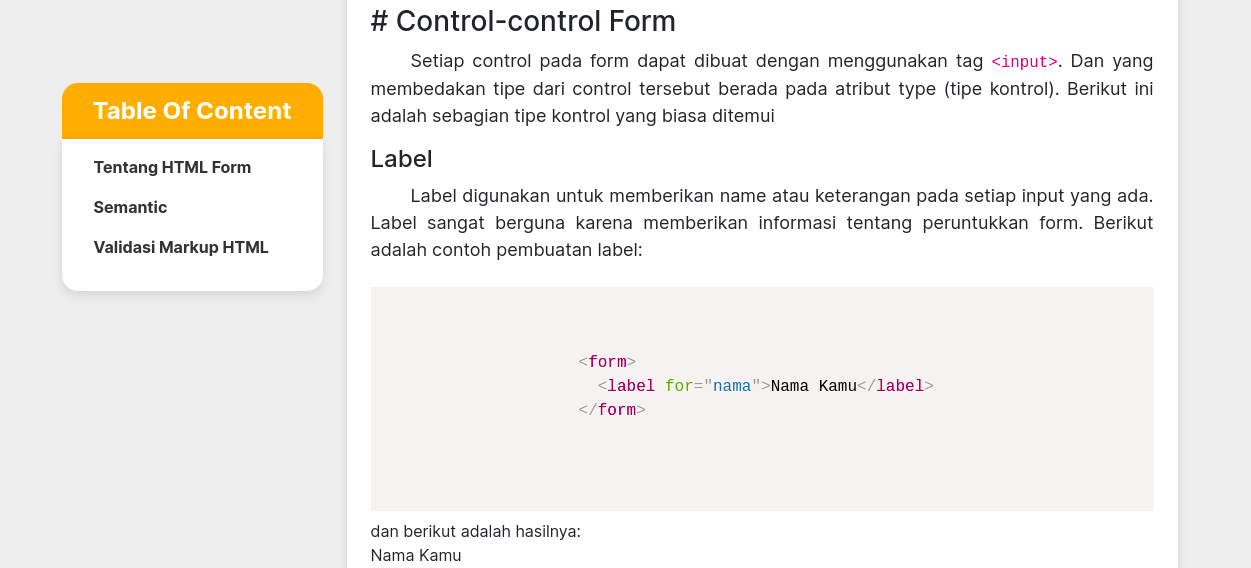 # Control-control Form
Setiap control pada form dapat dibuat dengan menggunakan tag <input>. Dan yang
membedakan tipe dari control tersebut berada pada atribut type (tipe kontrol). Berikut ini
adalah sebagian tipe kontrol yang biasa ditemui
Table Of Content
Tentang HTML Form
Semantic
Validasi Markup HTML
Label
Label digunakan untuk memberikan name atau keterangan pada setiap input yang ada.
Label sangat berguna karena memberikan informasi tentang peruntukkan form. Berikut
adalah contoh pembuatan label:
<form>
  <label for="nama">Nama Kamu</label>
</form>
dan berikut adalah hasilnya:
Nama Kamu